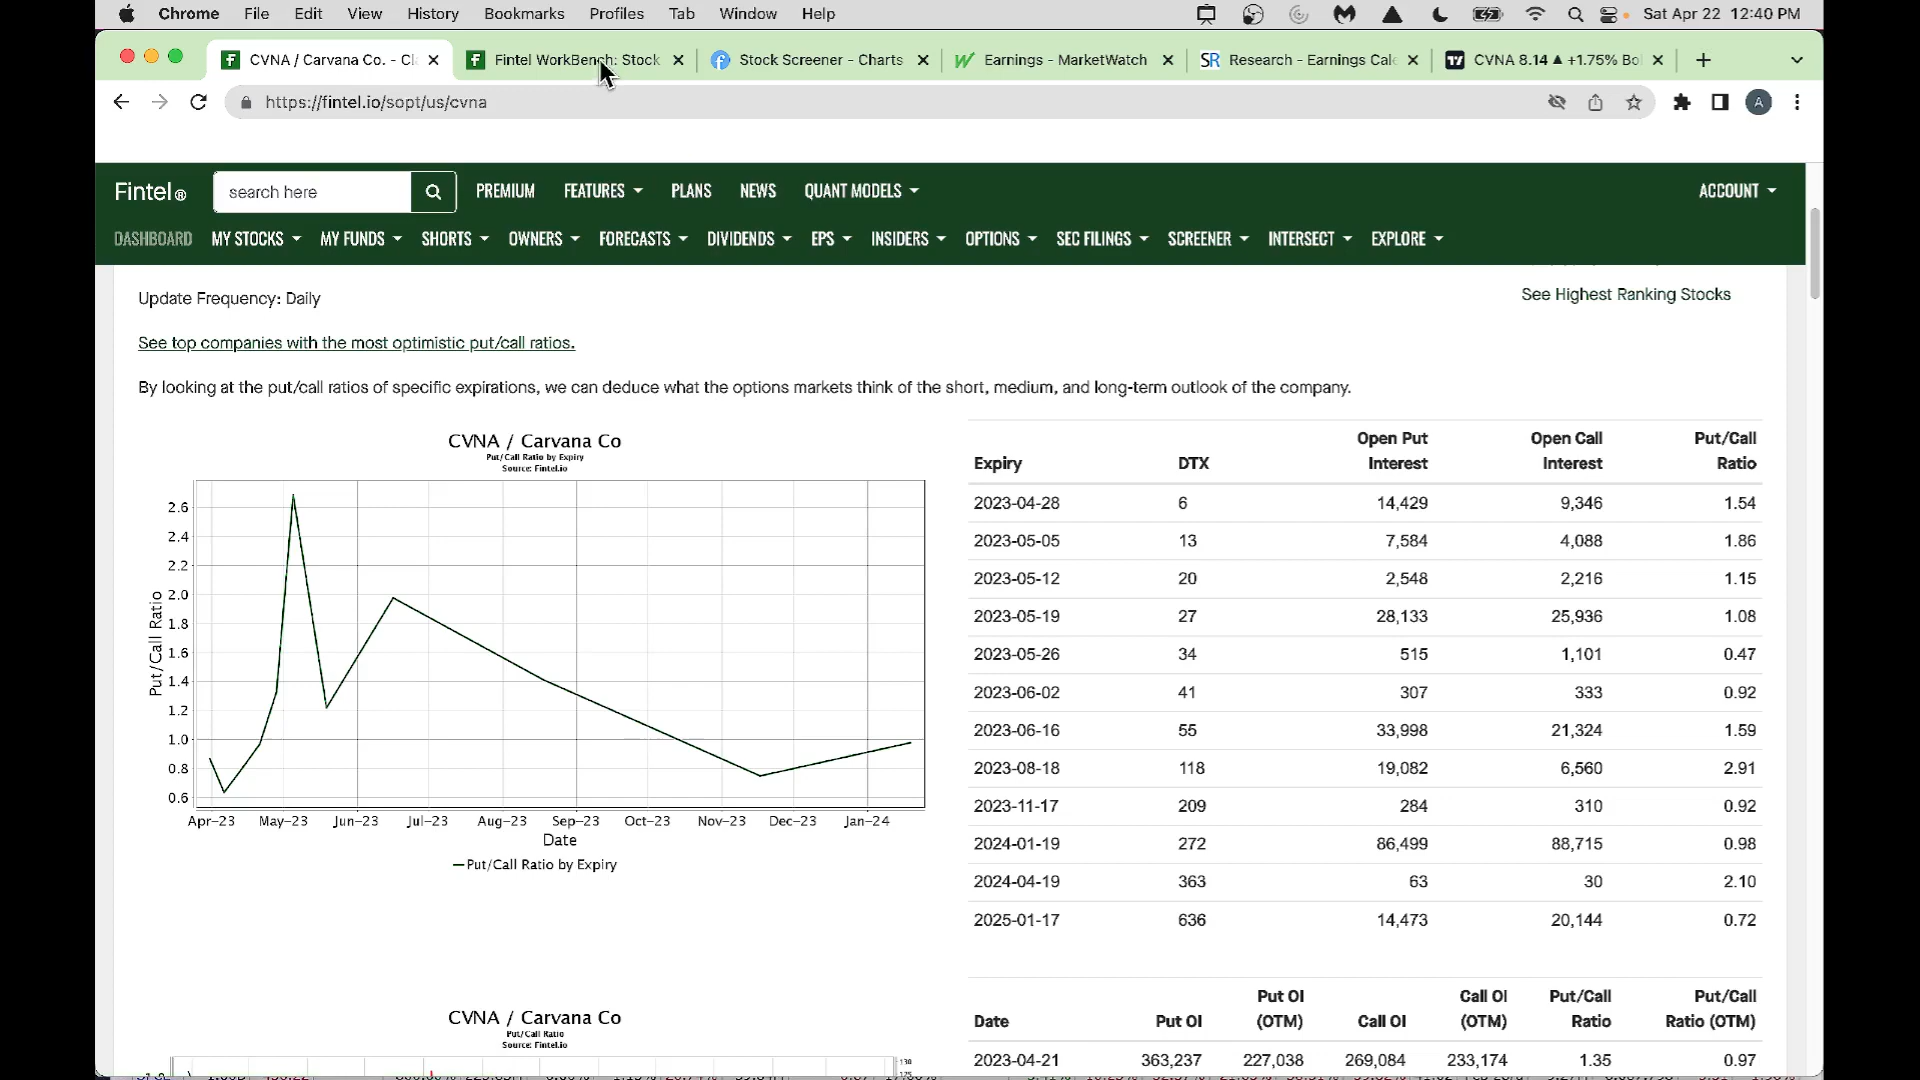 Chrome File Edit View History Bookmarks Profiles Tab Window Help Sat Apr 22 12:40 PM
CVNA / Carvana Co. - Cl Fintel WorkBench: Stock Stock Screener - Charts Earnings - MarketWatch SR Research - Earnings Cale CVNA 8.14 ▲ +1.75% Bol
https://fintel.io/sopt/us/cvna A
Fintel® search here PREMIUM FEATURES PLANS NEWS QUANT MODELS ACCOUNT
DASHBOARD MY STOCKS MY FUNDS SHORTS OWNERS FORECASTS DIVIDENDS EPS INSIDERS OPTIONS SEC FILINGS SCREENER INTERSECT EXPLORE
Update Frequency: Daily
See Highest Ranking Stocks
See top companies with the most optimistic put/call ratios.
By looking at the put/call ratios of specific expirations, we can deduce what the options markets think of the short, medium, and long-term outlook of the company.
CVNA / Carvana Co
Put/Call Ratio by Expiry
Source: Fintel.io
Put/Call Ratio
2.6
2.4
2.2
2.0
1.8
1.6
1.4
1.2
1.0
0.8
0.6
Apr-23 May-23 Jun-23 Jul-23 Aug-23 Sep-23 Oct-23 Nov-23 Dec-23 Jan-24
Date
Put/Call Ratio by Expiry
Expiry DTX Open Put Interest Open Call Interest Put/Call Ratio
2023-04-28 6 14,429 9,346 1.54
2023-05-05 13 7,584 4,088 1.86
2023-05-12 20 2,548 2,216 1.15
2023-05-19 27 28,133 25,936 1.08
2023-05-26 34 515 1,101 0.47
2023-06-02 41 307 333 0.92
2023-06-16 55 33,998 21,324 1.59
2023-08-18 118 19,082 6,560 2.91
2023-11-17 209 284 310 0.92
2024-01-19 272 86,499 88,715 0.98
2024-04-19 363 63 30 2.10
2025-01-17 636 14,473 20,144 0.72
CVNA / Carvana Co
Put/Call Ratio
Source: Fintel.io
130
Date Put OI Put OI (OTM) Call OI Call OI (OTM) Put/Call Ratio Put/Call Ratio (OTM)
2023-04-21 363,237 227,038 269,084 233,174 1.35 0.97